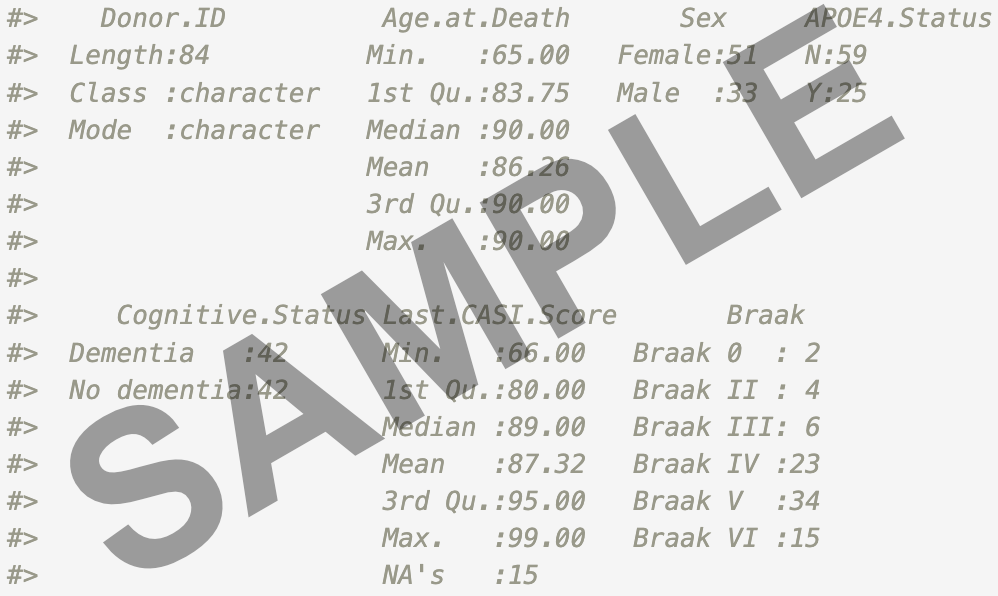 #>    Donor.ID          Age.at.Death       Sex     APOE4.Status
#>  Length:84          Min.   :65.00   Female:51   N:59
#>  Class :character   1st Qu.:83.75   Male  :33   Y:25
#>  Mode  :character   Median :90.00
#>                     Mean   :86.26
#>                     3rd Qu.:90.00
#>                     Max.   :90.00
#>
#>     Cognitive.Status Last.CASI.Score       Braak
#>  Dementia   :42      Min.   :66.00   Braak 0  : 2
#>  No dementia:42      1st Qu.:80.00   Braak II : 4
#>                      Median :89.00   Braak III: 6
#>                      Mean   :87.32   Braak IV :23
#>                      3rd Qu.:95.00   Braak V  :34
#>                      Max.   :99.00   Braak VI :15
#>                      NA's   :15
SAMPLE